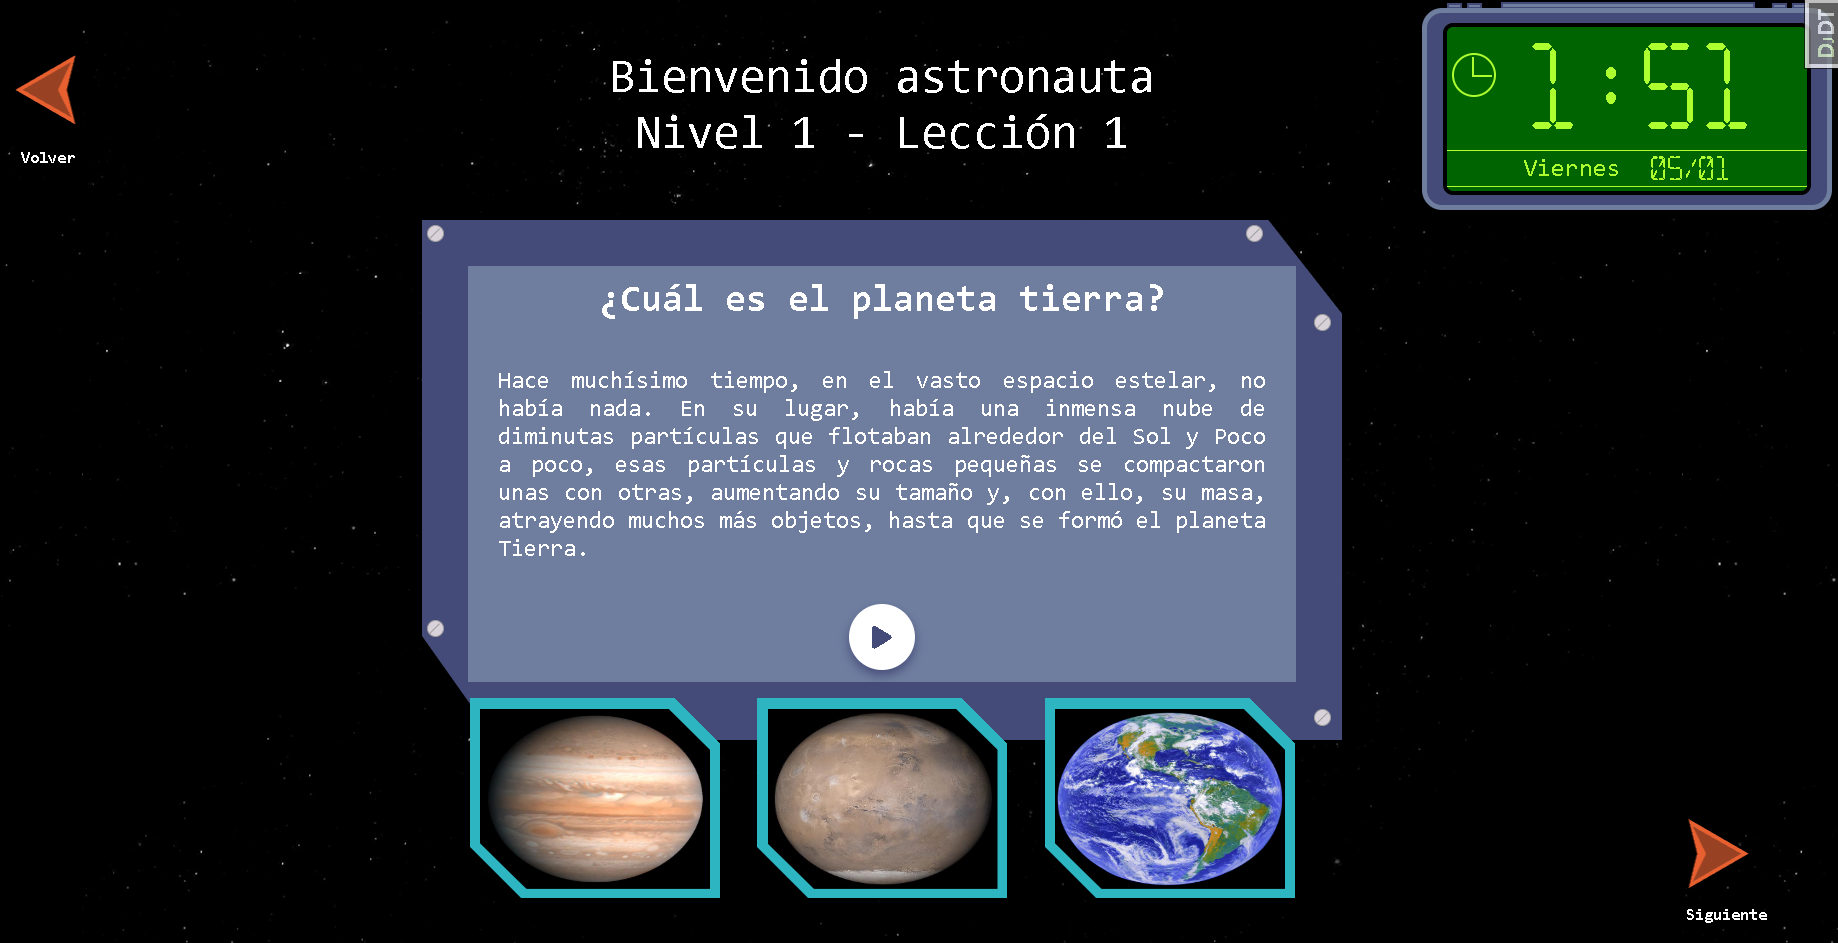 Bienvenido astronauta
Nivel 1 - Lección 1
Volver
1:51
Viernes 05/01
DjDT
¿Cuál es el planeta tierra?
Hace muchísimo tiempo, en el vasto espacio estelar, no
había nada. En su lugar, había una inmensa nube de
diminutas partículas que flotaban alrededor del Sol y Poco
a poco, esas partículas y rocas pequeñas se compactaron
unas con otras, aumentando su tamaño y, con ello, su masa,
atrayendo muchos más objetos, hasta que se formó el planeta
Tierra.
Siguiente